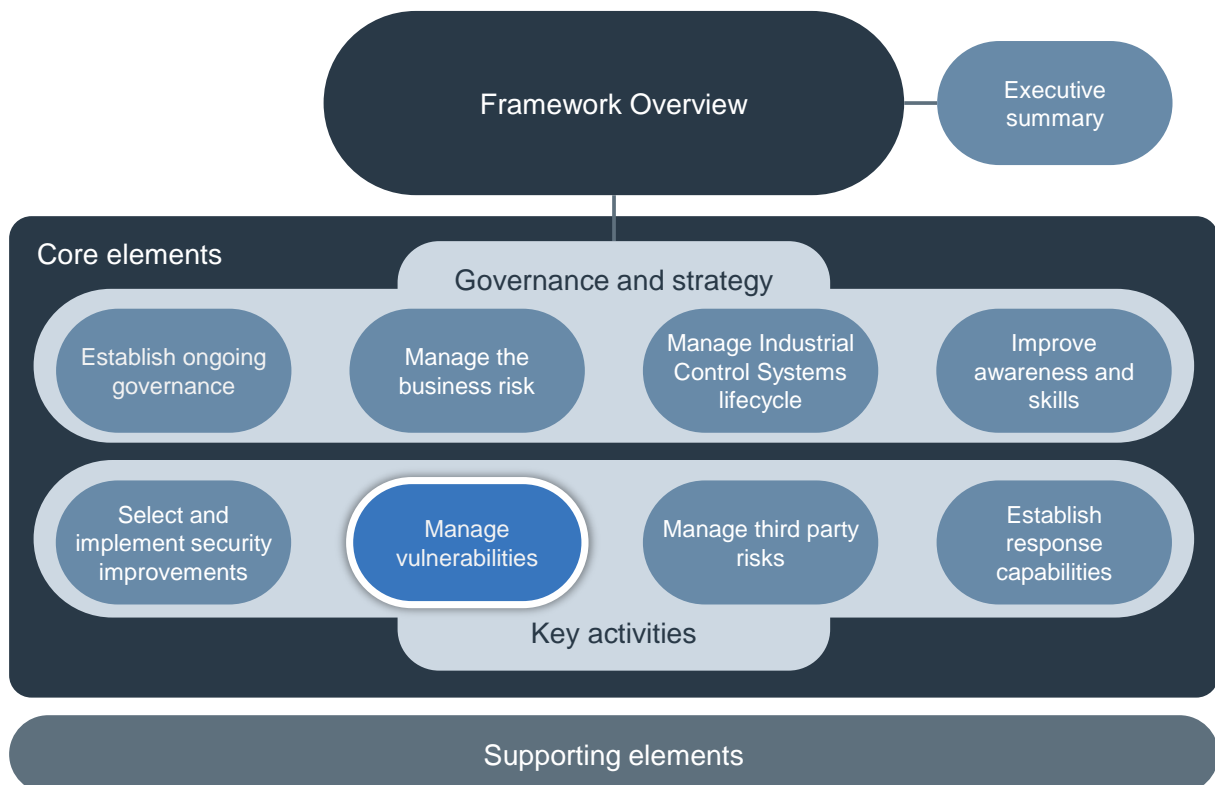 Framework Overview
Executive
summary
Core elements
Governance and strategy
Establish ongoing
governance
Manage the
business risk
Manage Industrial
Control Systems
lifecycle
Improve
awareness and
skills
Select and
implement security
improvements
Manage
vulnerabilities
Manage third party
risks
Establish
response
capabilities
Key activities
Supporting elements